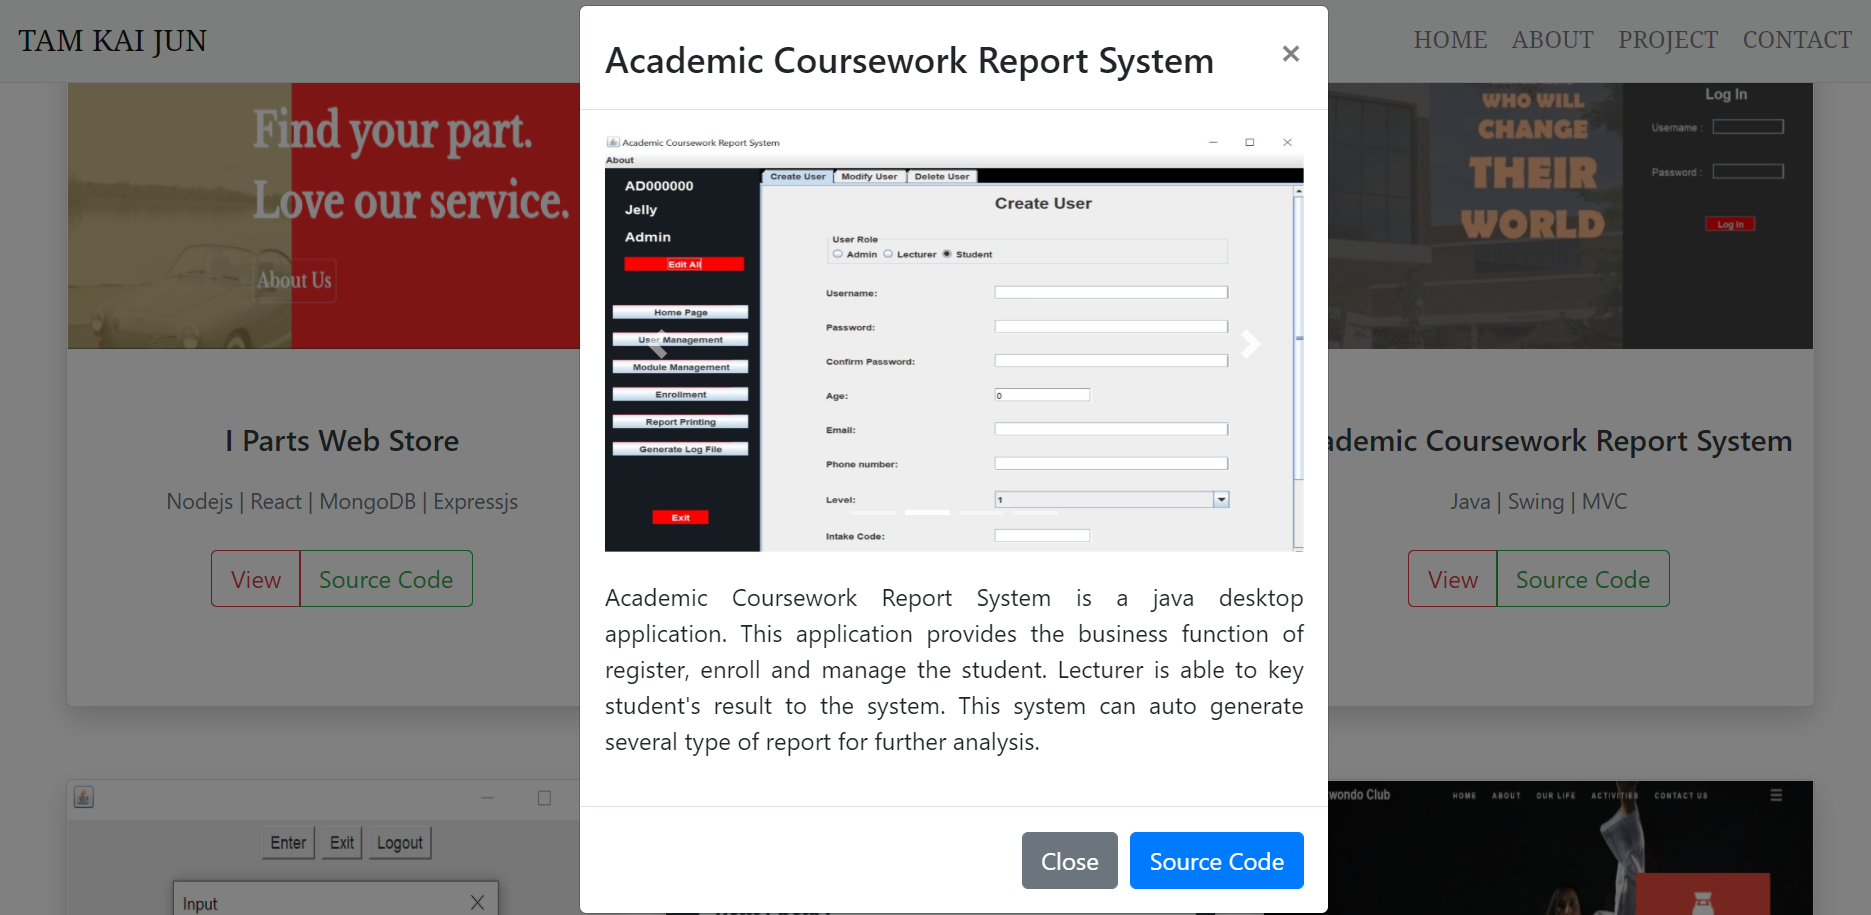 TAM KAI JUN
HOME ABOUT PROJECT CONTACT
Academic Coursework Report System
×
Find your part.
Love our service.
About Us
I Parts Web Store
Nodejs | React | MongoDB | Expressjs
View Source Code
Academic Coursework Report System
About
AD000000
Jelly
Admin
Edit All
Home Page
User Management
Module Management
Enrollment
Report Printing
Generate Log File
Exit
Create User Modify User Delete User
Create User
User Role
Admin Lecturer Student
Username:
Password:
Confirm Password:
Age: 0
Email:
Phone number:
Level: 1
Intake Code:
Academic Coursework Report System is a java desktop
application. This application provides the business function of
register, enroll and manage the student. Lecturer is able to key
student's result to the system. This system can auto generate
several type of report for further analysis.
Close Source Code
WHO WILL
CHANGE
THEIR
WORLD
Log In
Username :
Password :
Log In
ademic Coursework Report System
Java | Swing | MVC
View Source Code
Enter Exit Logout
Input X
wondo Club
HOME ABOUT OUR LIFE ACTIVITIES CONTACT US